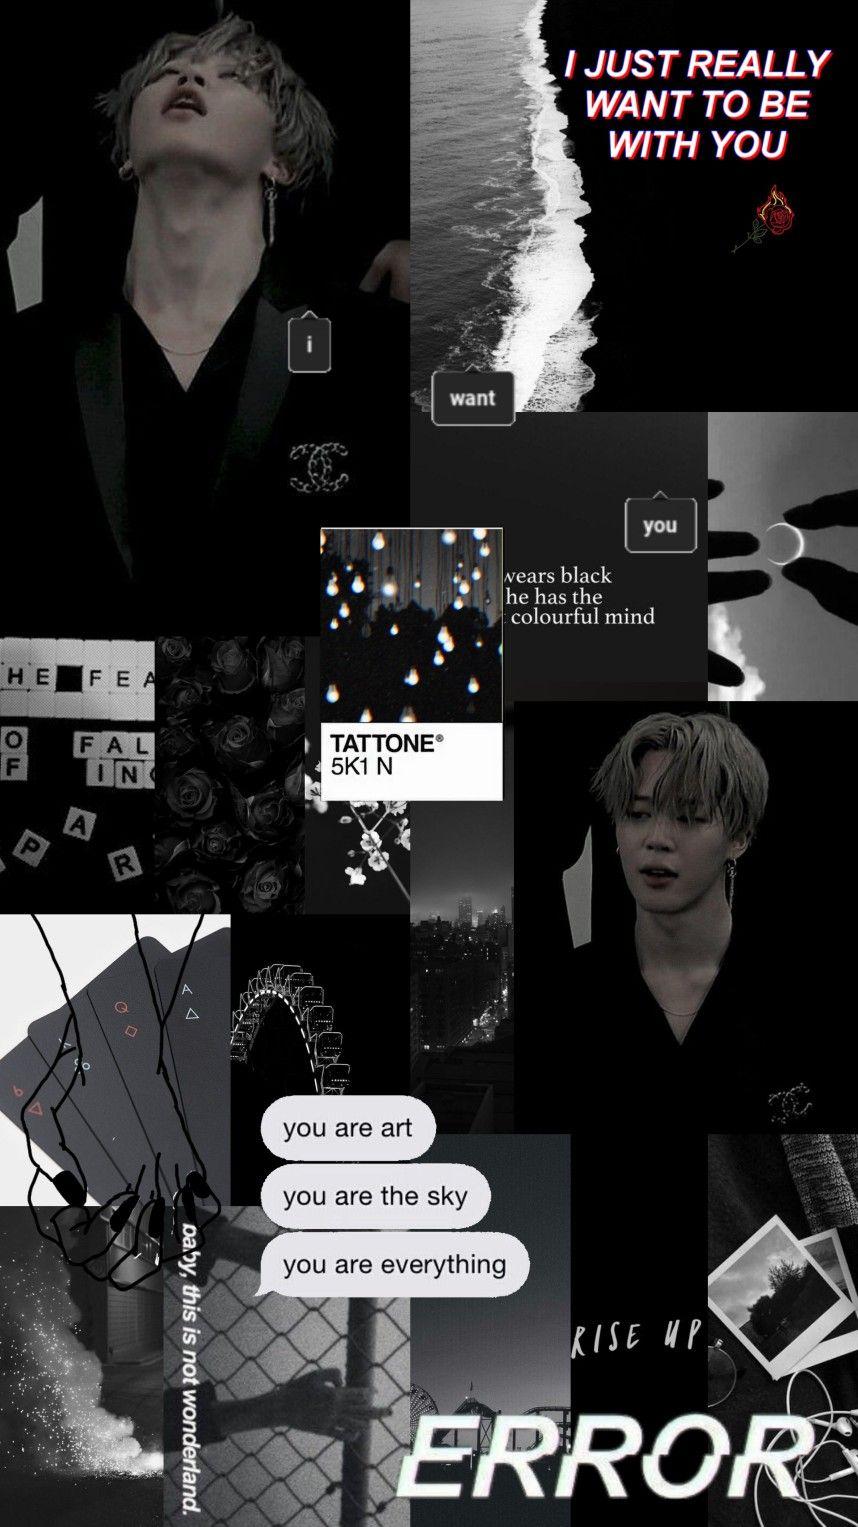 I JUST REALLY
WANT TO BE
WITH YOU
i
want
you
wears black
he has the
colourful mind
TATTONE®
5K1 N
HE FEA
OF FAL
ING
P A R
A
Q
you are art
you are the sky
you are everything
baby, this is not wonderland.
RISE UP
ERROR